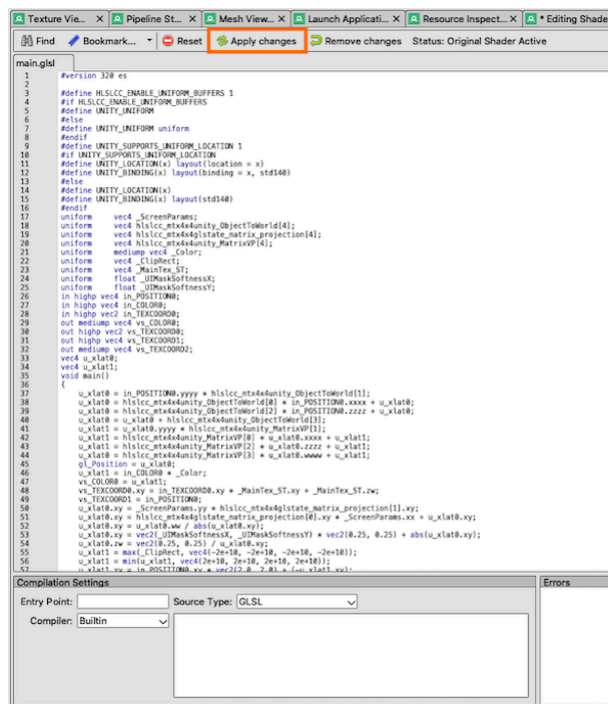 Texture Vie... X Pipeline St... X Mesh View... X Launch Applicati... X Resource Inspect... X * Editing Shade
Find Bookmark... Reset Apply changes Remove changes Status: Original Shader Active
main.glsl
1 #version 320 es
2
3 #define HLSLCC_ENABLE_UNIFORM_BUFFERS 1
4 #if HLSLCC_ENABLE_UNIFORM_BUFFERS
5 #define UNITY_UNIFORM
6 #else
7 #define UNITY_UNIFORM uniform
8 #endif
9 #define UNITY_SUPPORTS_UNIFORM_LOCATION 1
10 #if UNITY_SUPPORTS_UNIFORM_LOCATION
11 #define UNITY_LOCATION(x) layout(location = x)
12 #define UNITY_BINDING(x) layout(binding = x, std140)
13 #else
14 #define UNITY_LOCATION(x)
15 #define UNITY_BINDING(x) layout(std140)
16 #endif
17 uniform vec4 _ScreenParams;
18 uniform vec4 hlslcc_mtx4x4unity_ObjectToWorld[4];
19 uniform vec4 hlslcc_mtx4x4glstate_matrix_projection[4];
20 uniform vec4 hlslcc_mtx4x4unity_MatrixVP[4];
21 uniform mediump vec4 _Color;
22 uniform vec4 _ClipRect;
23 uniform vec4 _MainTex_ST;
24 uniform float _UIMaskSoftnessX;
25 uniform float _UIMaskSoftnessY;
26 in highp vec4 in_POSITION0;
27 in highp vec4 in_COLOR0;
28 in highp vec2 in_TEXCOORD0;
29 out mediump vec4 vs_COLOR0;
30 out highp vec2 vs_TEXCOORD0;
31 out highp vec4 vs_TEXCOORD1;
32 out mediump vec4 vs_TEXCOORD2;
33 vec4 u_xlat0;
34 vec4 u_xlat1;
35 void main()
36 {
37 u_xlat0 = in_POSITION0.yyyy * hlslcc_mtx4x4unity_ObjectToWorld[1];
38 u_xlat0 = hlslcc_mtx4x4unity_ObjectToWorld[0] * in_POSITION0.xxxx + u_xlat0;
39 u_xlat0 = hlslcc_mtx4x4unity_ObjectToWorld[2] * in_POSITION0.zzzz + u_xlat0;
40 u_xlat0 = u_xlat0 + hlslcc_mtx4x4unity_ObjectToWorld[3];
41 u_xlat1 = u_xlat0.yyyy * hlslcc_mtx4x4unity_MatrixVP[1];
42 u_xlat1 = hlslcc_mtx4x4unity_MatrixVP[0] * u_xlat0.xxxx + u_xlat1;
43 u_xlat1 = hlslcc_mtx4x4unity_MatrixVP[2] * u_xlat0.zzzz + u_xlat1;
44 u_xlat0 = hlslcc_mtx4x4unity_MatrixVP[3] * u_xlat0.wwww + u_xlat1;
45 gl_Position = u_xlat0;
46 u_xlat1 = in_COLOR0 * _Color;
47 vs_COLOR0 = u_xlat1;
48 vs_TEXCOORD0.xy = in_TEXCOORD0.xy * _MainTex_ST.xy + _MainTex_ST.zw;
49 vs_TEXCOORD1 = in_POSITION0;
50 u_xlat0.xy = _ScreenParams.yy * hlslcc_mtx4x4glstate_matrix_projection[1].xy;
51 u_xlat0.xy = hlslcc_mtx4x4glstate_matrix_projection[0].xy * _ScreenParams.xx + u_xlat0.xy;
52 u_xlat0.xy = u_xlat0.ww / abs(u_xlat0.xy);
53 u_xlat0.xy = vec2(_UIMaskSoftnessX, _UIMaskSoftnessY) * vec2(0.25, 0.25) + abs(u_xlat0.xy);
54 u_xlat0.zw = vec2(0.25, 0.25) / u_xlat0.xy;
55 u_xlat1 = max(_ClipRect, vec4(-2e+10, -2e+10, -2e+10, -2e+10));
56 u_xlat1 = min(u_xlat1, vec4(2e+10, 2e+10, 2e+10, 2e+10));
57 u_xlat1.xy = in_POSITION0.xy * vec2(2.0, 2.0) + (-u_xlat1.xy);
Compilation Settings
Errors
Entry Point: Source Type: GLSL
Compiler: Builtin